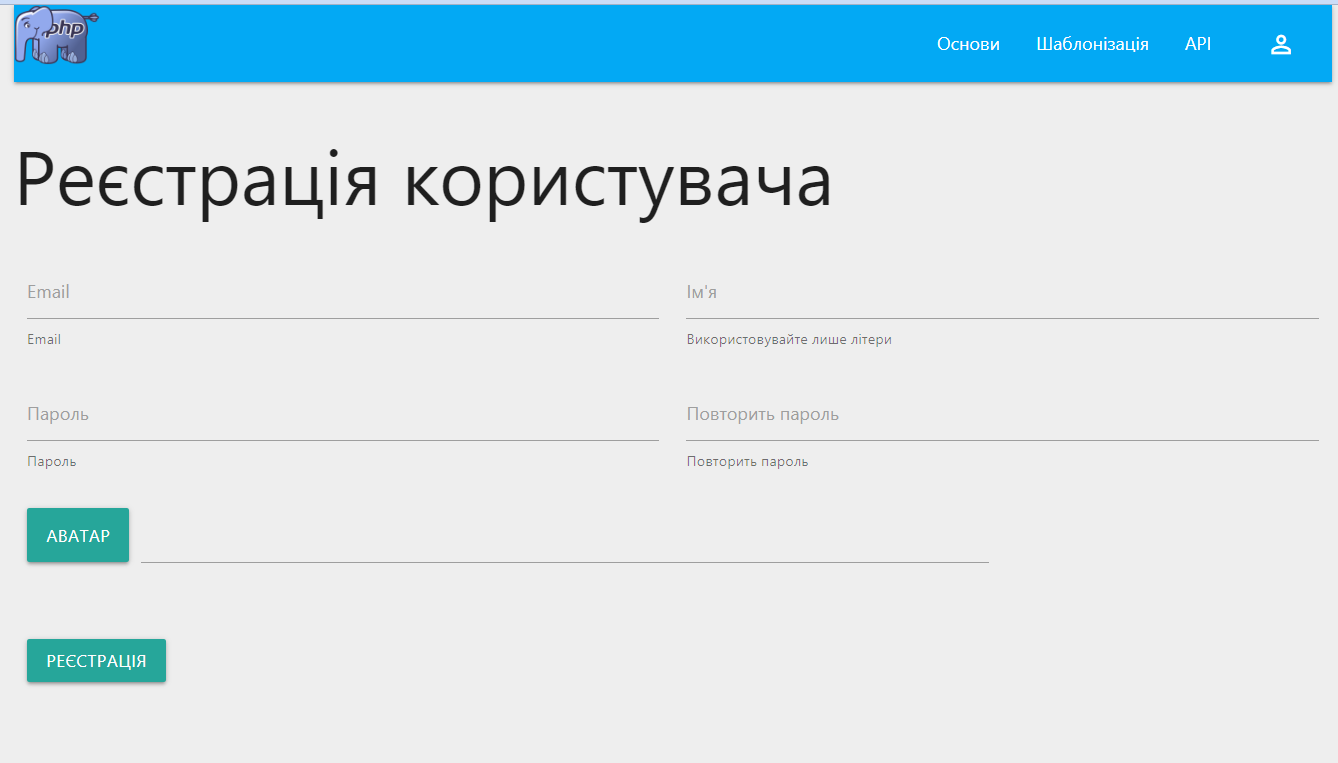 php
Основи Шаблонізація API
Реєстрація користувача
Email Ім'я
Email Використовувайте лише літери
Пароль Повторить пароль
Пароль Повторить пароль
АВАТАР
РЕЄСТРАЦІЯ